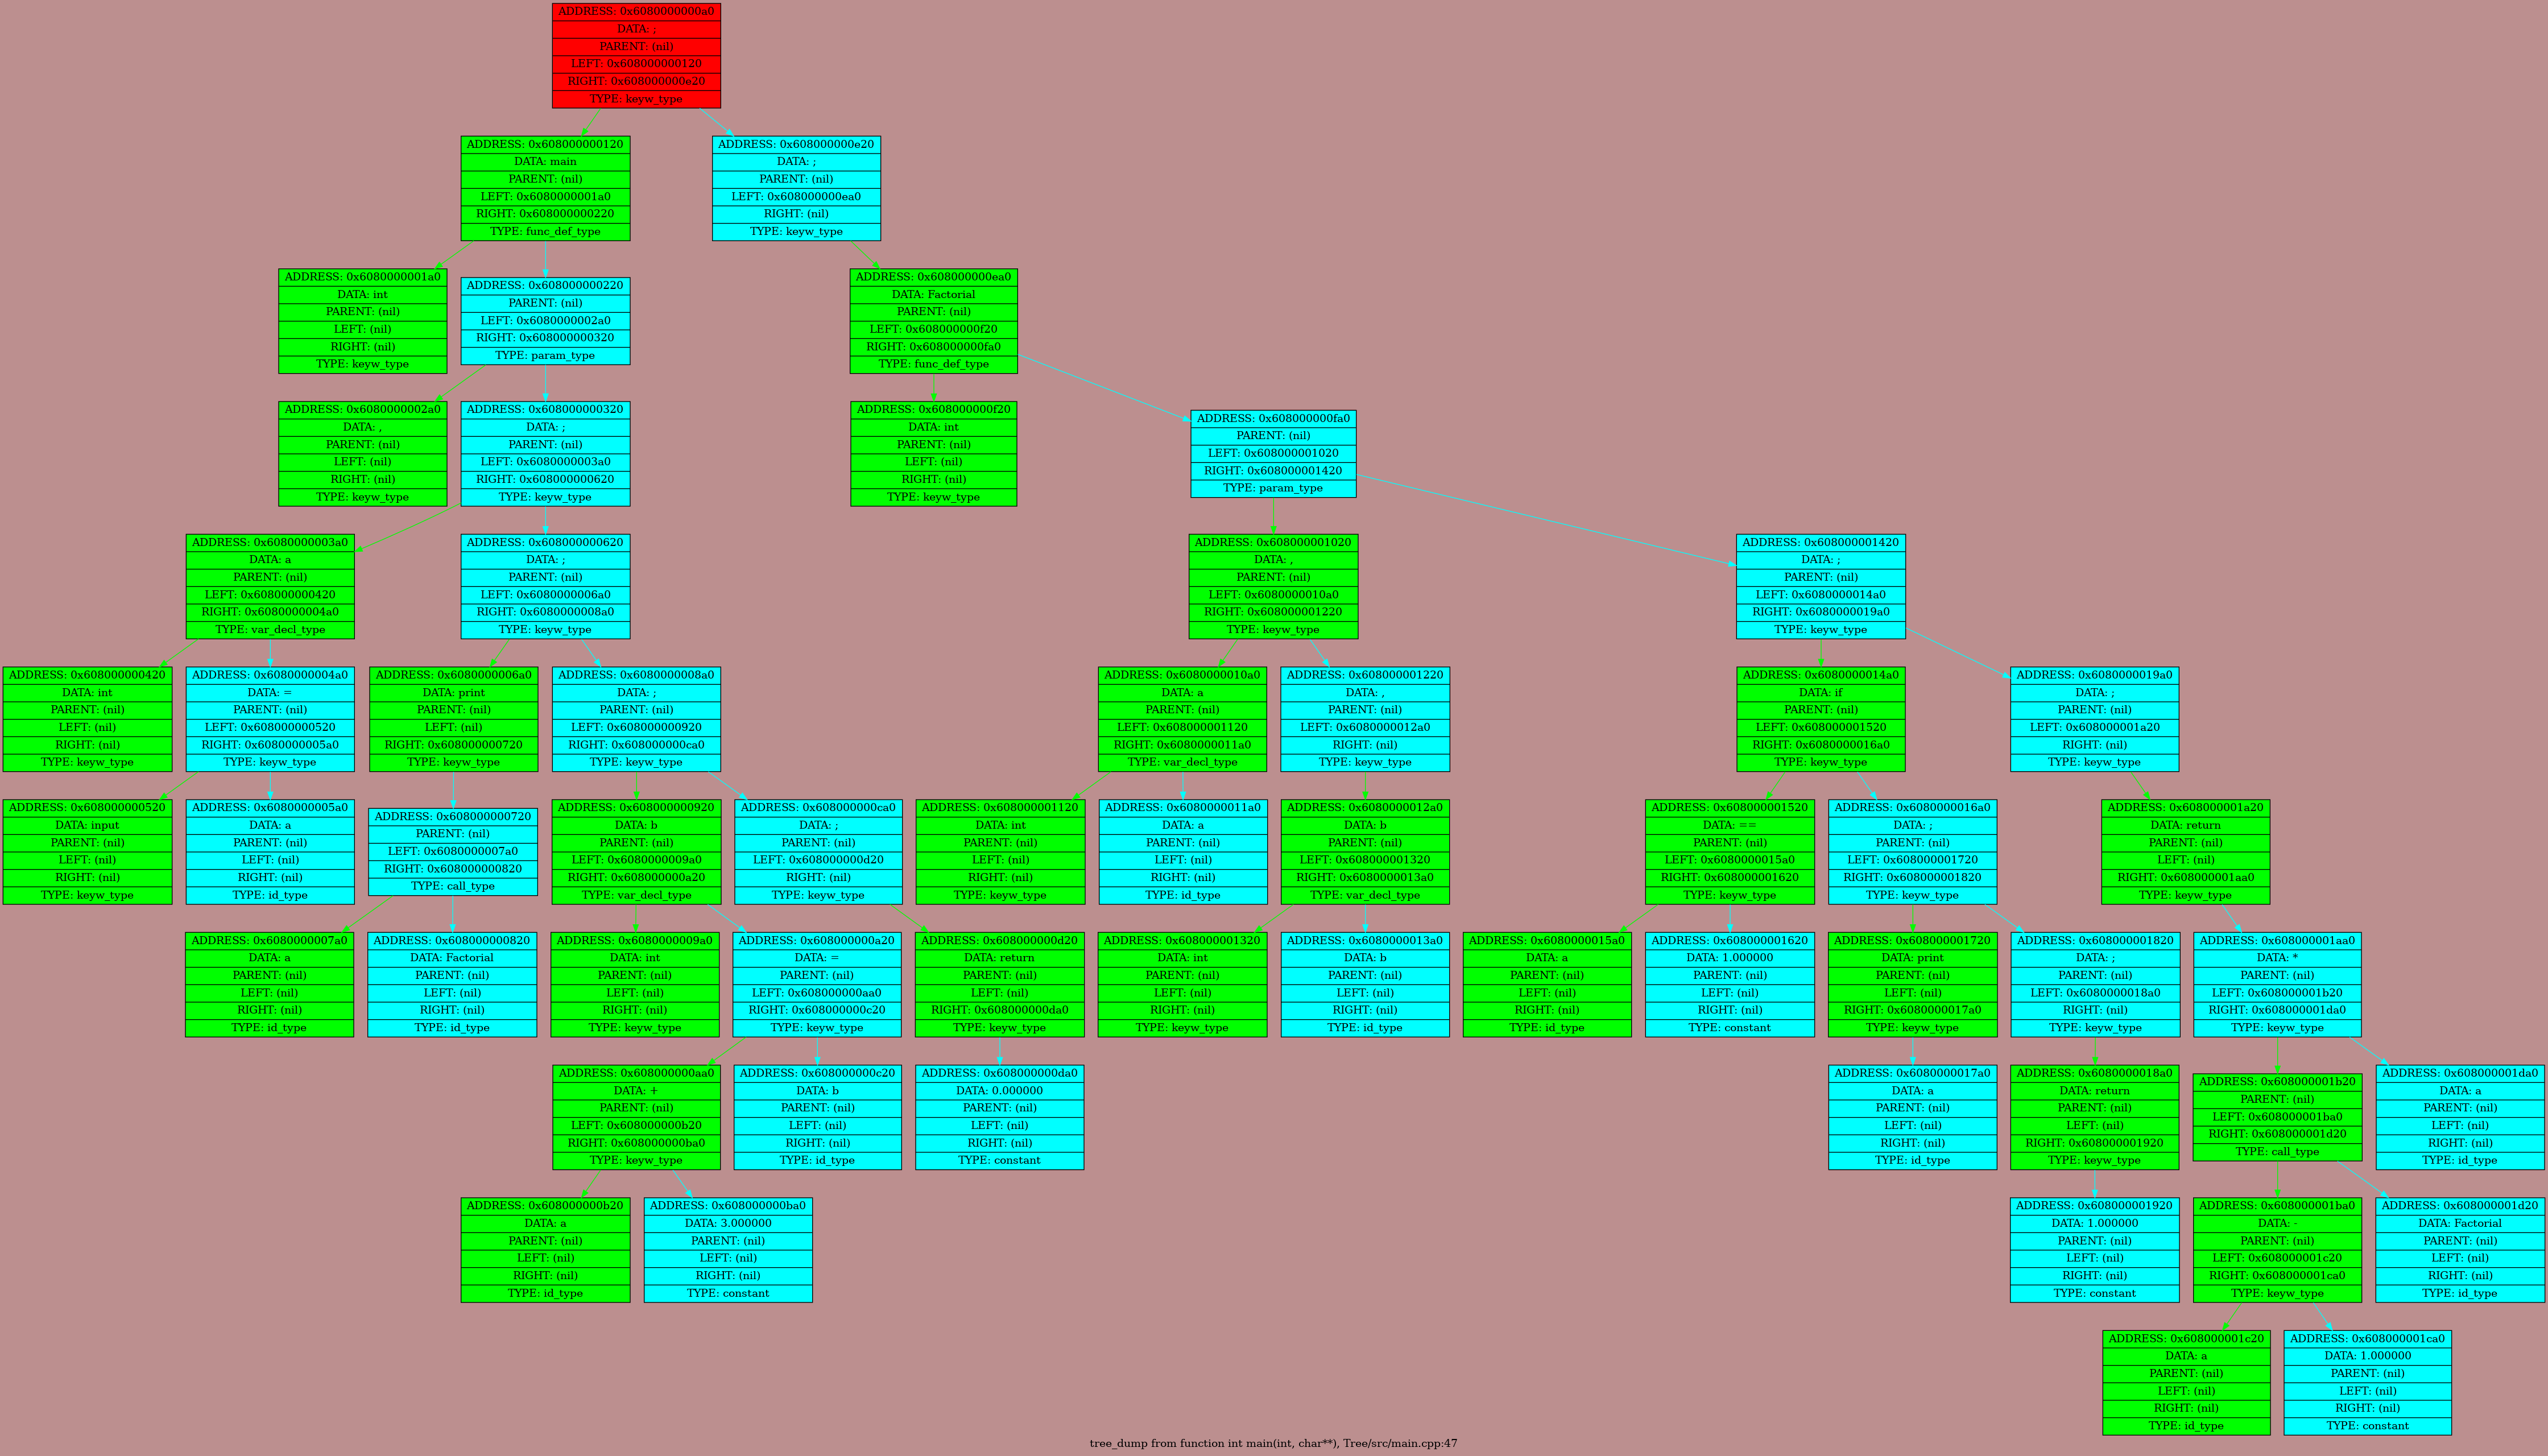 ADDRESS: 0x6080000000a0
DATA: ;
PARENT: (nil)
LEFT: 0x608000000120
RIGHT: 0x608000000e20
TYPE: keyw_type
ADDRESS: 0x608000000120
DATA: main
PARENT: (nil)
LEFT: 0x6080000001a0
RIGHT: 0x608000000220
TYPE: func_def_type
ADDRESS: 0x608000000e20
DATA: ;
PARENT: (nil)
LEFT: 0x608000000ea0
RIGHT: (nil)
TYPE: keyw_type
ADDRESS: 0x6080000001a0
DATA: int
PARENT: (nil)
LEFT: (nil)
RIGHT: (nil)
TYPE: keyw_type
ADDRESS: 0x608000000220
PARENT: (nil)
LEFT: 0x6080000002a0
RIGHT: 0x608000000320
TYPE: param_type
ADDRESS: 0x608000000ea0
DATA: Factorial
PARENT: (nil)
LEFT: 0x608000000f20
RIGHT: 0x608000000fa0
TYPE: func_def_type
ADDRESS: 0x6080000002a0
DATA: ,
PARENT: (nil)
LEFT: (nil)
RIGHT: (nil)
TYPE: keyw_type
ADDRESS: 0x608000000320
DATA: ;
PARENT: (nil)
LEFT: 0x6080000003a0
RIGHT: 0x608000000620
TYPE: keyw_type
ADDRESS: 0x608000000f20
DATA: int
PARENT: (nil)
LEFT: (nil)
RIGHT: (nil)
TYPE: keyw_type
ADDRESS: 0x608000000fa0
PARENT: (nil)
LEFT: 0x608000001020
RIGHT: 0x608000001420
TYPE: param_type
ADDRESS: 0x6080000003a0
DATA: a
PARENT: (nil)
LEFT: 0x608000000420
RIGHT: 0x6080000004a0
TYPE: var_decl_type
ADDRESS: 0x608000000620
DATA: ;
PARENT: (nil)
LEFT: 0x6080000006a0
RIGHT: 0x6080000008a0
TYPE: keyw_type
ADDRESS: 0x608000001020
DATA: ,
PARENT: (nil)
LEFT: 0x6080000010a0
RIGHT: 0x608000001220
TYPE: keyw_type
ADDRESS: 0x608000001420
DATA: ;
PARENT: (nil)
LEFT: 0x6080000014a0
RIGHT: 0x6080000019a0
TYPE: keyw_type
ADDRESS: 0x608000000420
DATA: int
PARENT: (nil)
LEFT: (nil)
RIGHT: (nil)
TYPE: keyw_type
ADDRESS: 0x6080000004a0
DATA: =
PARENT: (nil)
LEFT: 0x608000000520
RIGHT: 0x6080000005a0
TYPE: keyw_type
ADDRESS: 0x6080000006a0
DATA: print
PARENT: (nil)
LEFT: (nil)
RIGHT: 0x608000000720
TYPE: keyw_type
ADDRESS: 0x6080000008a0
DATA: ;
PARENT: (nil)
LEFT: 0x608000000920
RIGHT: 0x608000000ca0
TYPE: keyw_type
ADDRESS: 0x6080000010a0
DATA: a
PARENT: (nil)
LEFT: 0x608000001120
RIGHT: 0x6080000011a0
TYPE: var_decl_type
ADDRESS: 0x608000001220
DATA: ,
PARENT: (nil)
LEFT: 0x6080000012a0
RIGHT: (nil)
TYPE: keyw_type
ADDRESS: 0x6080000014a0
DATA: if
PARENT: (nil)
LEFT: 0x608000001520
RIGHT: 0x6080000016a0
TYPE: keyw_type
ADDRESS: 0x6080000019a0
DATA: ;
PARENT: (nil)
LEFT: 0x608000001a20
RIGHT: (nil)
TYPE: keyw_type
ADDRESS: 0x608000000520
DATA: input
PARENT: (nil)
LEFT: (nil)
RIGHT: (nil)
TYPE: keyw_type
ADDRESS: 0x6080000005a0
DATA: a
PARENT: (nil)
LEFT: (nil)
RIGHT: (nil)
TYPE: id_type
ADDRESS: 0x608000000720
PARENT: (nil)
LEFT: 0x6080000007a0
RIGHT: 0x608000000820
TYPE: call_type
ADDRESS: 0x608000000920
DATA: b
PARENT: (nil)
LEFT: 0x6080000009a0
RIGHT: 0x608000000a20
TYPE: var_decl_type
ADDRESS: 0x608000000ca0
DATA: ;
PARENT: (nil)
LEFT: 0x608000000d20
RIGHT: (nil)
TYPE: keyw_type
ADDRESS: 0x608000001120
DATA: int
PARENT: (nil)
LEFT: (nil)
RIGHT: (nil)
TYPE: keyw_type
ADDRESS: 0x6080000011a0
DATA: a
PARENT: (nil)
LEFT: (nil)
RIGHT: (nil)
TYPE: id_type
ADDRESS: 0x6080000012a0
DATA: b
PARENT: (nil)
LEFT: 0x608000001320
RIGHT: 0x6080000013a0
TYPE: var_decl_type
ADDRESS: 0x608000001520
DATA: ==
PARENT: (nil)
LEFT: 0x6080000015a0
RIGHT: 0x608000001620
TYPE: keyw_type
ADDRESS: 0x6080000016a0
DATA: ;
PARENT: (nil)
LEFT: 0x608000001720
RIGHT: 0x608000001820
TYPE: keyw_type
ADDRESS: 0x608000001a20
DATA: return
PARENT: (nil)
LEFT: (nil)
RIGHT: 0x608000001aa0
TYPE: keyw_type
ADDRESS: 0x6080000007a0
DATA: a
PARENT: (nil)
LEFT: (nil)
RIGHT: (nil)
TYPE: id_type
ADDRESS: 0x608000000820
DATA: Factorial
PARENT: (nil)
LEFT: (nil)
RIGHT: (nil)
TYPE: id_type
ADDRESS: 0x6080000009a0
DATA: int
PARENT: (nil)
LEFT: (nil)
RIGHT: (nil)
TYPE: keyw_type
ADDRESS: 0x608000000a20
DATA: =
PARENT: (nil)
LEFT: 0x608000000aa0
RIGHT: 0x608000000c20
TYPE: keyw_type
ADDRESS: 0x608000000d20
DATA: return
PARENT: (nil)
LEFT: (nil)
RIGHT: 0x608000000da0
TYPE: keyw_type
ADDRESS: 0x608000001320
DATA: int
PARENT: (nil)
LEFT: (nil)
RIGHT: (nil)
TYPE: keyw_type
ADDRESS: 0x6080000013a0
DATA: b
PARENT: (nil)
LEFT: (nil)
RIGHT: (nil)
TYPE: id_type
ADDRESS: 0x6080000015a0
DATA: a
PARENT: (nil)
LEFT: (nil)
RIGHT: (nil)
TYPE: id_type
ADDRESS: 0x608000001620
DATA: 1.000000
PARENT: (nil)
LEFT: (nil)
RIGHT: (nil)
TYPE: constant
ADDRESS: 0x608000001720
DATA: print
PARENT: (nil)
LEFT: (nil)
RIGHT: 0x6080000017a0
TYPE: keyw_type
ADDRESS: 0x608000001820
DATA: ;
PARENT: (nil)
LEFT: 0x6080000018a0
RIGHT: (nil)
TYPE: keyw_type
ADDRESS: 0x608000001aa0
DATA: *
PARENT: (nil)
LEFT: 0x608000001b20
RIGHT: 0x608000001da0
TYPE: keyw_type
ADDRESS: 0x608000000aa0
DATA: +
PARENT: (nil)
LEFT: 0x608000000b20
RIGHT: 0x608000000ba0
TYPE: keyw_type
ADDRESS: 0x608000000c20
DATA: b
PARENT: (nil)
LEFT: (nil)
RIGHT: (nil)
TYPE: id_type
ADDRESS: 0x608000000da0
DATA: 0.000000
PARENT: (nil)
LEFT: (nil)
RIGHT: (nil)
TYPE: constant
ADDRESS: 0x6080000017a0
DATA: a
PARENT: (nil)
LEFT: (nil)
RIGHT: (nil)
TYPE: id_type
ADDRESS: 0x6080000018a0
DATA: return
PARENT: (nil)
LEFT: (nil)
RIGHT: 0x608000001920
TYPE: keyw_type
ADDRESS: 0x608000001b20
PARENT: (nil)
LEFT: 0x608000001ba0
RIGHT: 0x608000001d20
TYPE: call_type
ADDRESS: 0x608000001da0
DATA: a
PARENT: (nil)
LEFT: (nil)
RIGHT: (nil)
TYPE: id_type
ADDRESS: 0x608000000b20
DATA: a
PARENT: (nil)
LEFT: (nil)
RIGHT: (nil)
TYPE: id_type
ADDRESS: 0x608000000ba0
DATA: 3.000000
PARENT: (nil)
LEFT: (nil)
RIGHT: (nil)
TYPE: constant
ADDRESS: 0x608000001920
DATA: 1.000000
PARENT: (nil)
LEFT: (nil)
RIGHT: (nil)
TYPE: constant
ADDRESS: 0x608000001ba0
DATA: -
PARENT: (nil)
LEFT: 0x608000001c20
RIGHT: 0x608000001ca0
TYPE: keyw_type
ADDRESS: 0x608000001d20
DATA: Factorial
PARENT: (nil)
LEFT: (nil)
RIGHT: (nil)
TYPE: id_type
ADDRESS: 0x608000001c20
DATA: a
PARENT: (nil)
LEFT: (nil)
RIGHT: (nil)
TYPE: id_type
ADDRESS: 0x608000001ca0
DATA: 1.000000
PARENT: (nil)
LEFT: (nil)
RIGHT: (nil)
TYPE: constant
tree_dump from function int main(int, char**), Tree/src/main.cpp:47